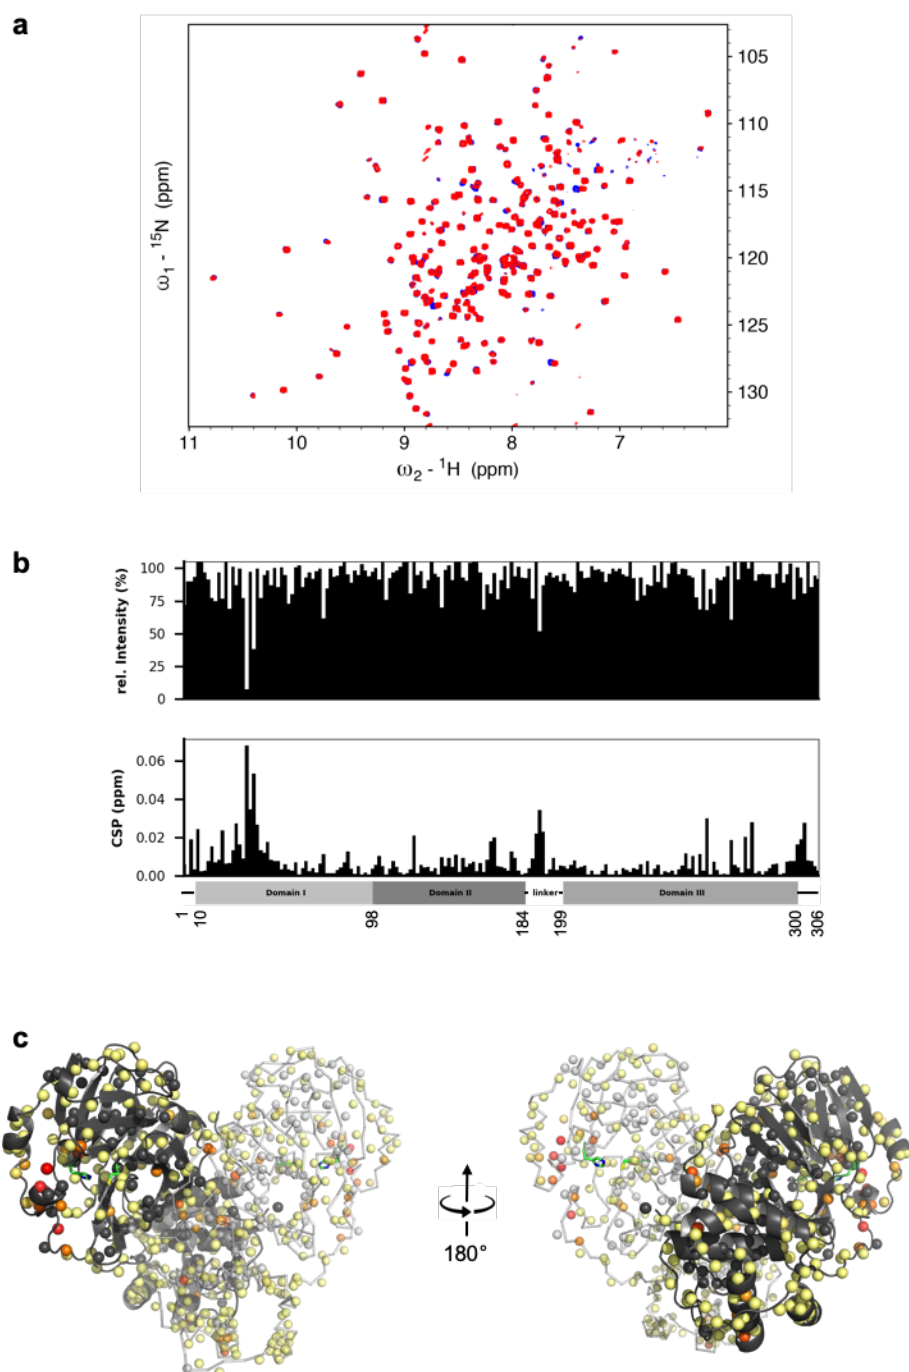 a
105
110
115
120
125
130
ω1 - 15N (ppm)
11 10 9 8 7
ω2 - 1H (ppm)
b
rel. Intensity (%)
100
75
50
25
0
CSP (ppm)
0.06
0.04
0.02
0.00
Domain I Domain II linker Domain III
1 10 98 184 199 300 306
c
180°